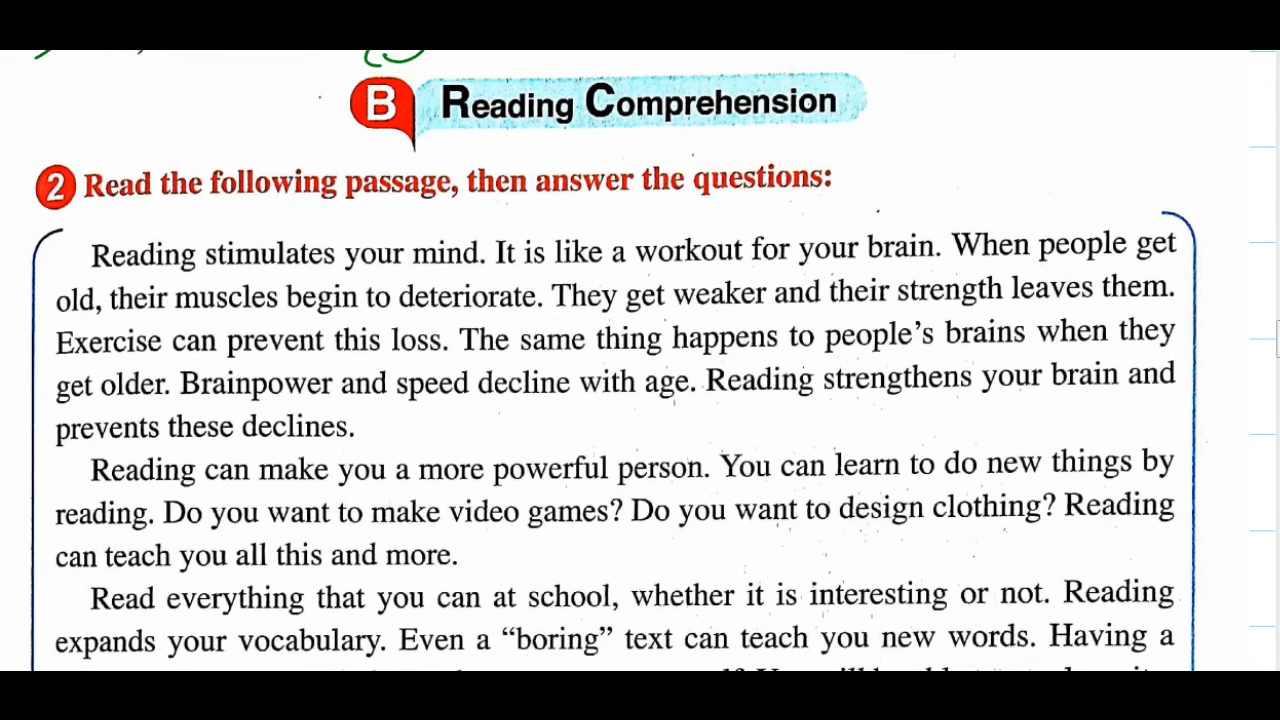 B Reading Comprehension
2 Read the following passage, then answer the questions:
Reading stimulates your mind. It is like a workout for your brain. When people get
old, their muscles begin to deteriorate. They get weaker and their strength leaves them.
Exercise can prevent this loss. The same thing happens to people's brains when they
get older. Brainpower and speed decline with age. Reading strengthens your brain and
prevents these declines.
Reading can make you a more powerful person. You can learn to do new things by
reading. Do you want to make video games? Do you want to design clothing? Reading
can teach you all this and more.
Read everything that you can at school, whether it is interesting or not. Reading
expands your vocabulary. Even a “boring” text can teach you new words. Having a